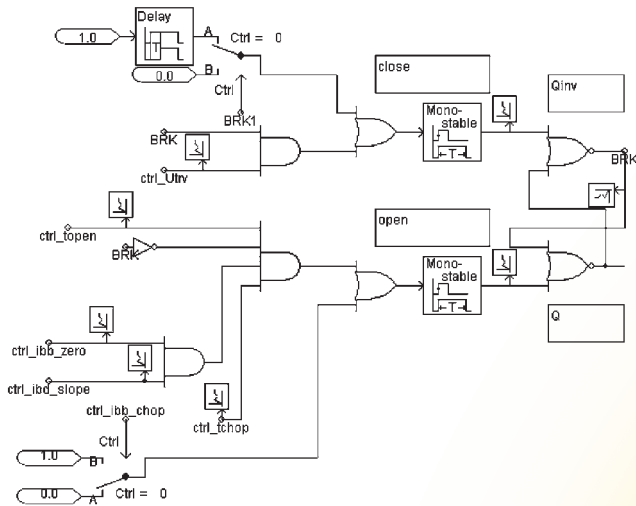 Delay
1.0
T
A
Ctrl = 0
0.0
B
Ctrl
BRK1
close
Qinv
BRK
Mono-
stable
T
ctrl_Utrv
BRK
ctrl_topen
BRK
open
Mono-
stable
T
Q
ctrl_ibb_zero
ctrl_ibd_slope
ctrl_ibb_chop
ctrl_tchop
Ctrl
1.0
B
0.0
A
Ctrl = 0